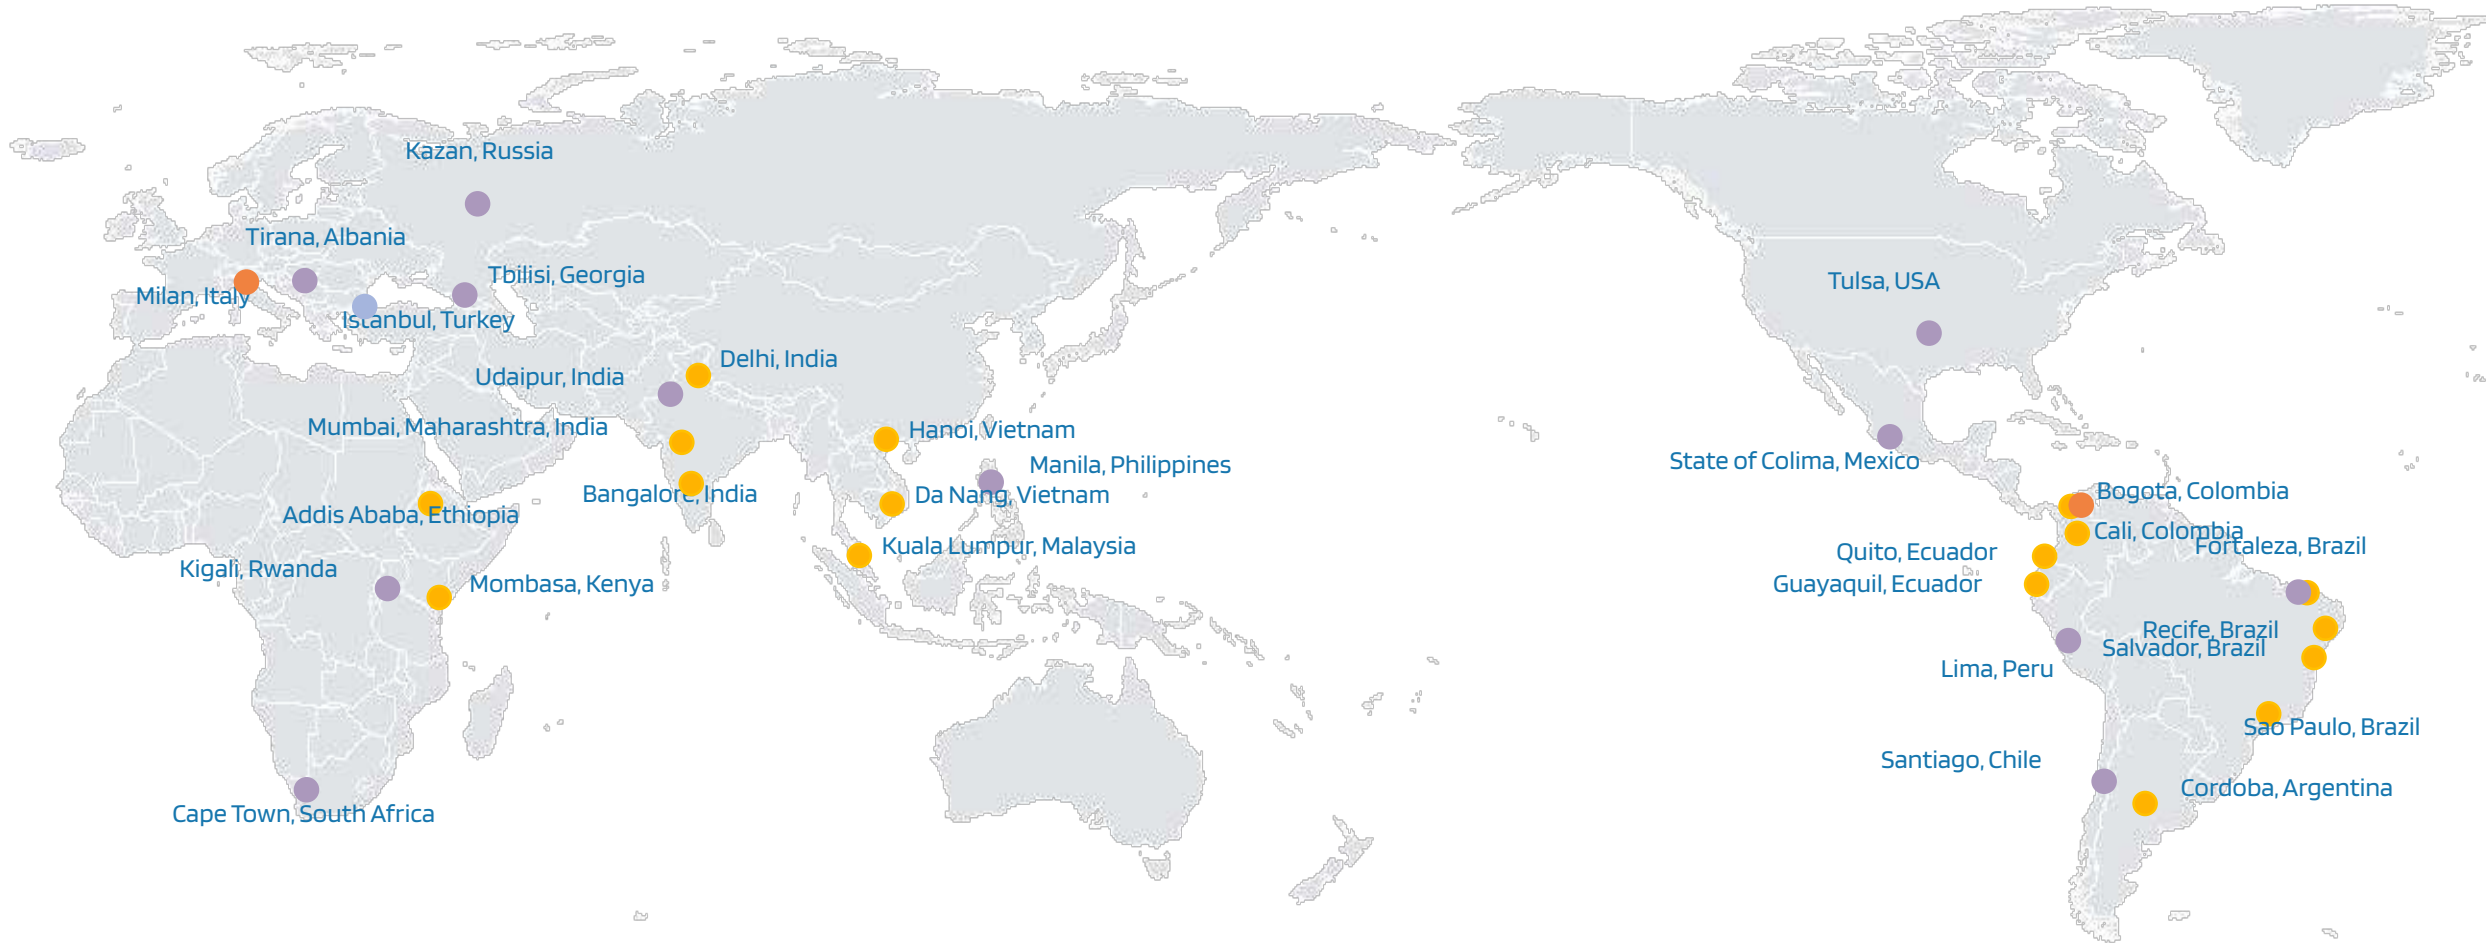 Kazan, Russia
Tirana, Albania
Tbilisi, Georgia
Tulsa, USA
Milan, Italy
Istanbul, Turkey
Delhi, India
Udaipur, India
Mumbai, Maharashtra, India
Hanoi, Vietnam
Manila, Philippines
State of Colima, Mexico
Bangalore, India
Da Nang, Vietnam
Bogota, Colombia
Addis Ababa, Ethiopia
Cali, Colombia
Kuala Lumpur, Malaysia
Fortaleza, Brazil
Quito, Ecuador
Kigali, Rwanda
Mombasa, Kenya
Guayaquil, Ecuador
Recife, Brazil
Salvador, Brazil
Lima, Peru
Sao Paulo, Brazil
Santiago, Chile
Cordoba, Argentina
Cape Town, South Africa